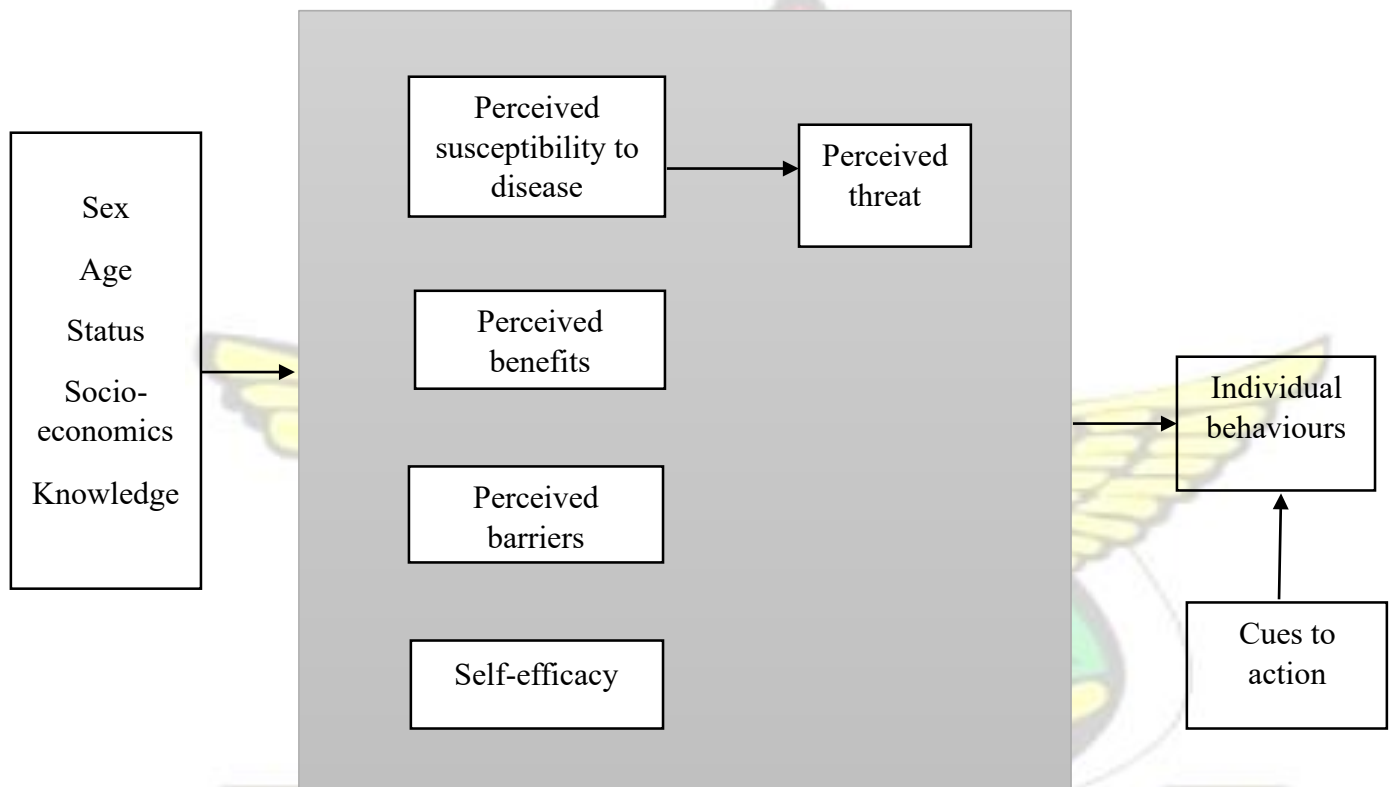 Sex
Age
Status
Socio-
economics
Knowledge
Perceived
susceptibility to
disease
Perceived
threat
Perceived
benefits
Perceived
barriers
Self-efficacy
Individual
behaviours
Cues to
action